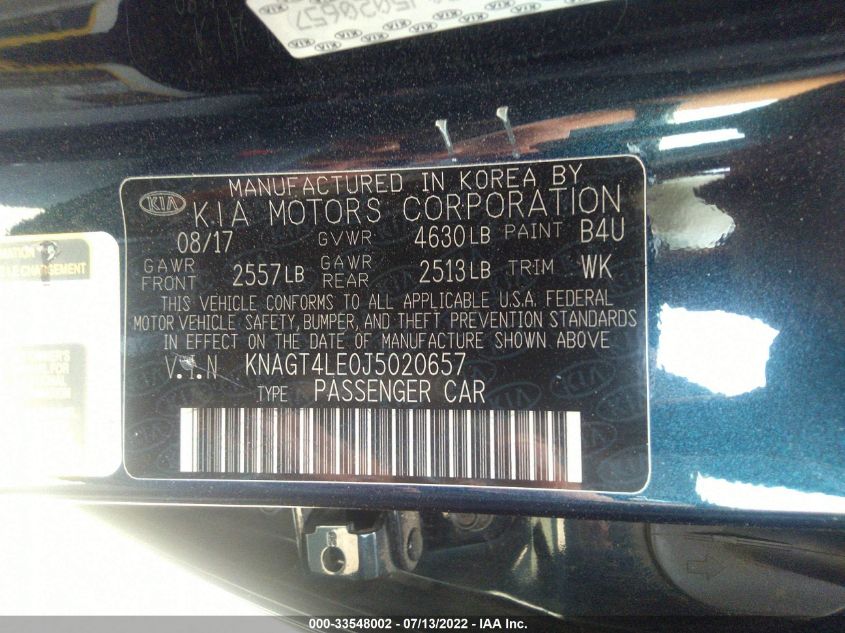 J5020657
KIA
MANUFACTURED IN KOREA BY
KIA MOTORS CORPORATION
08/17 GVWR 4630LB PAINT B4U
GAWR FRONT 2557LB GAWR REAR 2513LB TRIM WK
THIS VEHICLE CONFORMS TO ALL APPLICABLE U.S.A. FEDERAL
MOTOR VEHICLE SAFETY, BUMPER, AND THEFT PREVENTION STANDARDS
IN EFFECT ON THE DATE OF MANUFACTURE SHOWN ABOVE
V.I.N KNAGT4LE0J5020657
TYPE PASSENGER CAR
000-33548002 - 07/13/2022 - IAA Inc.